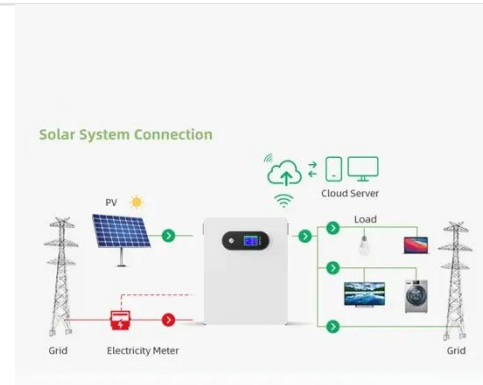 Solar System Connection
Cloud Server
PV
Load
Grid
Electricity Meter
Grid